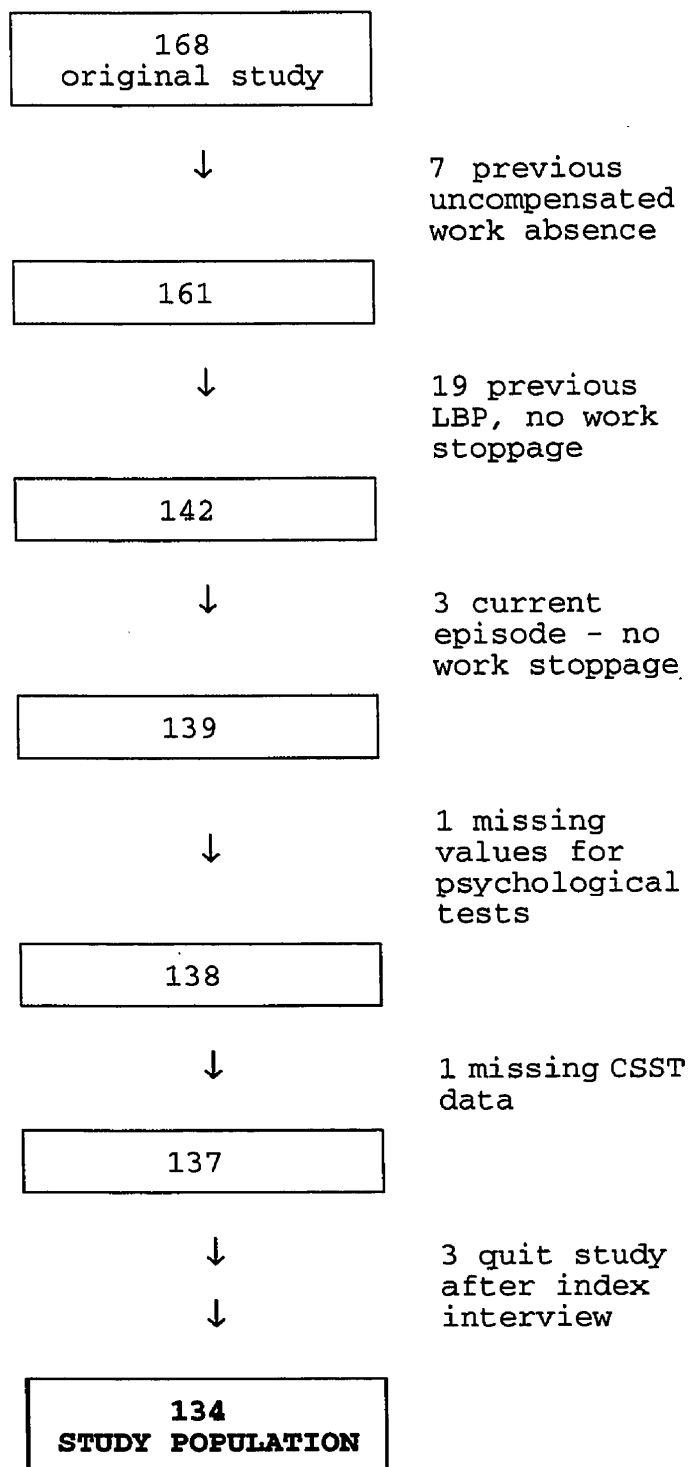 168
original study
↓
7 previous
uncompensated
work absence
161
↓
19 previous
LBP, no work
stoppage
142
↓
3 current
episode - no
work stoppage
139
↓
1 missing
values for
psychological
tests
138
↓
1 missing CSST
data
137
↓
↓
3 quit study
after index
interview
134
STUDY POPULATION